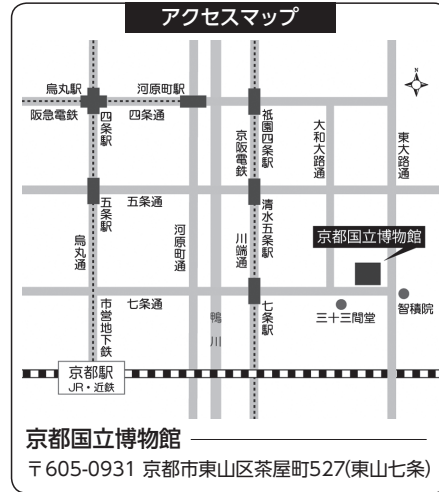 アクセスマップ
N
烏丸駅
河原町駅
阪急電鉄
四条通
四条駅
京阪電鉄
祇園四条駅
大和大路通
東大路通
五条駅
五条通
烏丸通
河原町通
川端通
清水五条駅
京都国立博物館
七条通
市営地下鉄
鴨川
七条駅
三十三間堂
智積院
京都駅
JR・近鉄
京都国立博物館
〒605-0931 京都市東山区茶屋町527(東山七条)